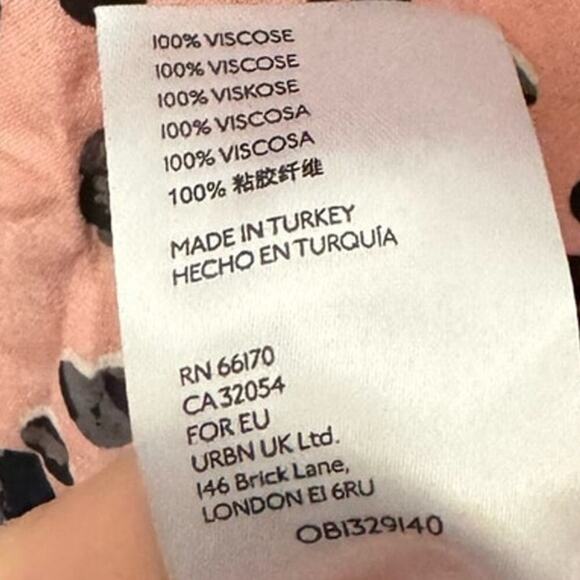 100% VISCOSE
100% VISCOSE
100% VISKOSE
100% VISCOSA
100% VISCOSA
100% 粘胶纤维
MADE IN TURKEY
HECHO EN TURQUÍA
RN 66170
CA 32054
FOR EU
URBN UK Ltd.
146 Brick Lane,
LONDON E1 6RU
OB1329140